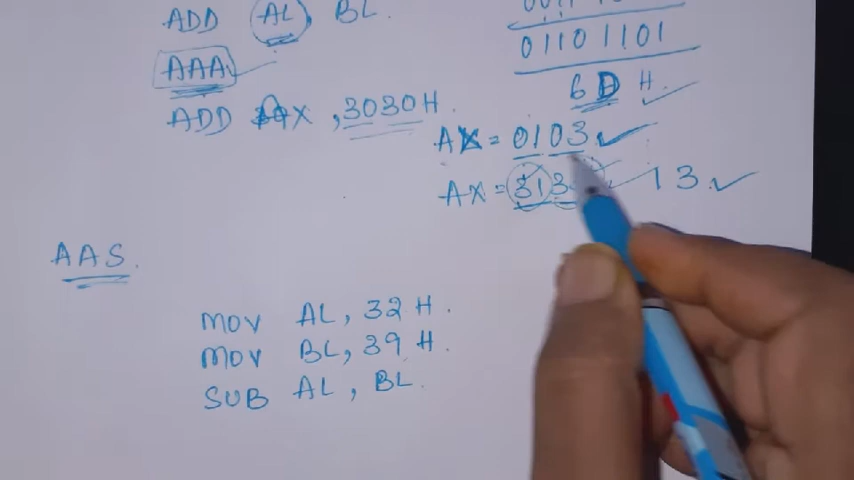 ADD AL, BL.
AAA
ADD AX, 3030H.
01101101
6D H
AX = 0103
AX = 313
13
AAS.
MOV AL, 32 H.
MOV BL, 39 H.
SUB AL, BL.